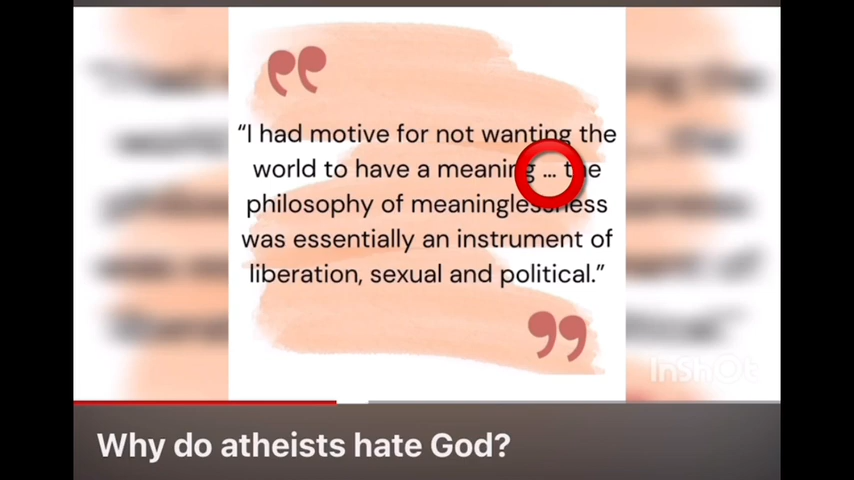 “I had motive for not wanting the
world to have a meaning ... the
philosophy of meaninglessness
was essentially an instrument of
liberation, sexual and political.”
InShOt
Why do atheists hate God?